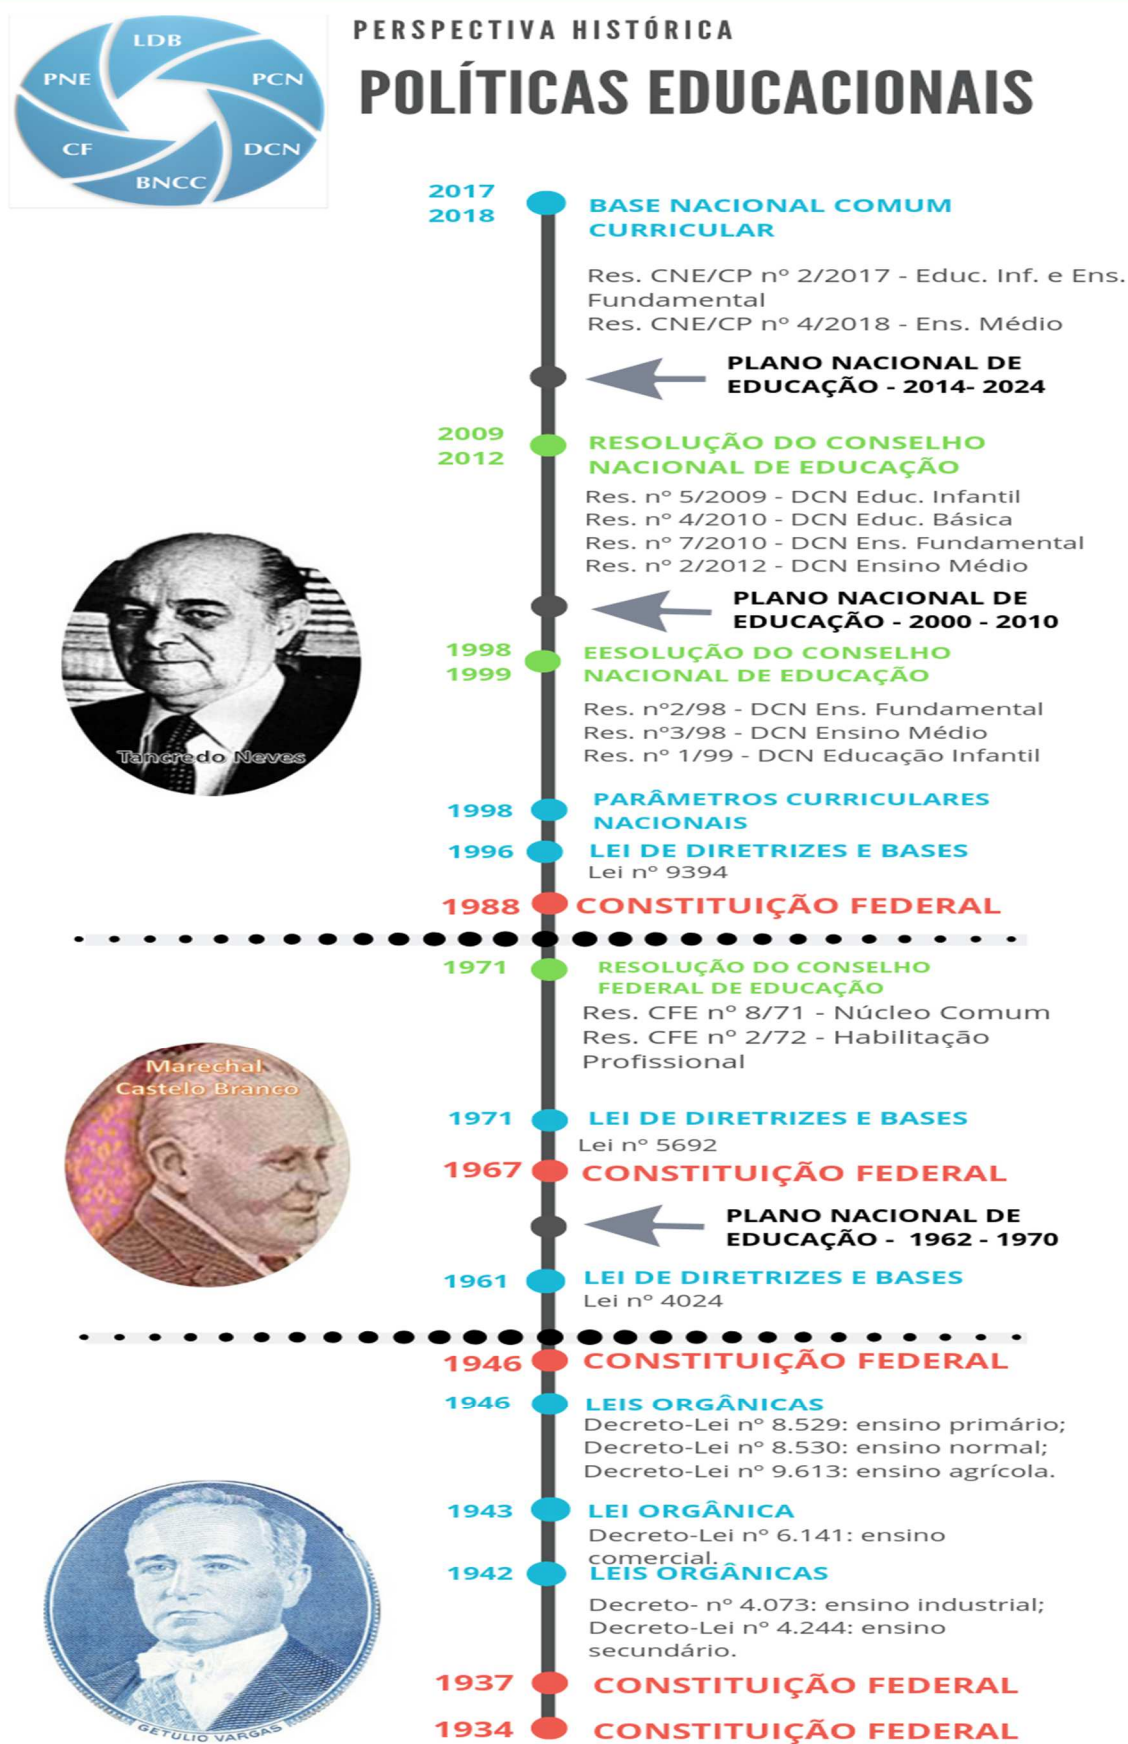 LDB
PNE
PCN
CF
DCN
BNCC
PERSPECTIVA HISTÓRICA
POLÍTICAS EDUCACIONAIS
2017
2018
BASE NACIONAL COMUM
CURRICULAR
Res. CNE/CP nº 2/2017 - Educ. Inf. e Ens.
Fundamental
Res. CNE/CP nº 4/2018 - Ens. Médio
PLANO NACIONAL DE
EDUCAÇÃO - 2014- 2024
2009
2012
RESOLUÇÃO DO CONSELHO
NACIONAL DE EDUCAÇÃO
Res. nº 5/2009 - DCN Educ. Infantil
Res. nº 4/2010 - DCN Educ. Básica
Res. nº 7/2010 - DCN Ens. Fundamental
Res. nº 2/2012 - DCN Ensino Médio
PLANO NACIONAL DE
EDUCAÇÃO - 2000 - 2010
1998
1999
EESOLUÇÃO DO CONSELHO
NACIONAL DE EDUCAÇÃO
Res. nº2/98 - DCN Ens. Fundamental
Res. nº3/98 - DCN Ensino Médio
Res. nº 1/99 - DCN Educação Infantil
Tancredo Neves
1998
PARÂMETROS CURRICULARES
NACIONAIS
1996
LEI DE DIRETRIZES E BASES
Lei nº 9394
1988
CONSTITUIÇÃO FEDERAL
1971
RESOLUÇÃO DO CONSELHO
FEDERAL DE EDUCAÇÃO
Res. CFE nº 8/71 - Núcleo Comum
Res. CFE nº 2/72 - Habilitação
Profissional
Marechal
Castelo Branco
1971
LEI DE DIRETRIZES E BASES
Lei nº 5692
1967
CONSTITUIÇÃO FEDERAL
PLANO NACIONAL DE
EDUCAÇÃO - 1962 - 1970
1961
LEI DE DIRETRIZES E BASES
Lei nº 4024
1946
CONSTITUIÇÃO FEDERAL
1946
LEIS ORGÂNICAS
Decreto-Lei nº 8.529: ensino primário;
Decreto-Lei nº 8.530: ensino normal;
Decreto-Lei nº 9.613: ensino agrícola.
1943
LEI ORGÂNICA
Decreto-Lei nº 6.141: ensino
comercial.
1942
LEIS ORGÂNICAS
Decreto- nº 4.073: ensino industrial;
Decreto-Lei nº 4.244: ensino
secundário.
GETULIO VARGAS
1937
CONSTITUIÇÃO FEDERAL
1934
CONSTITUIÇÃO FEDERAL